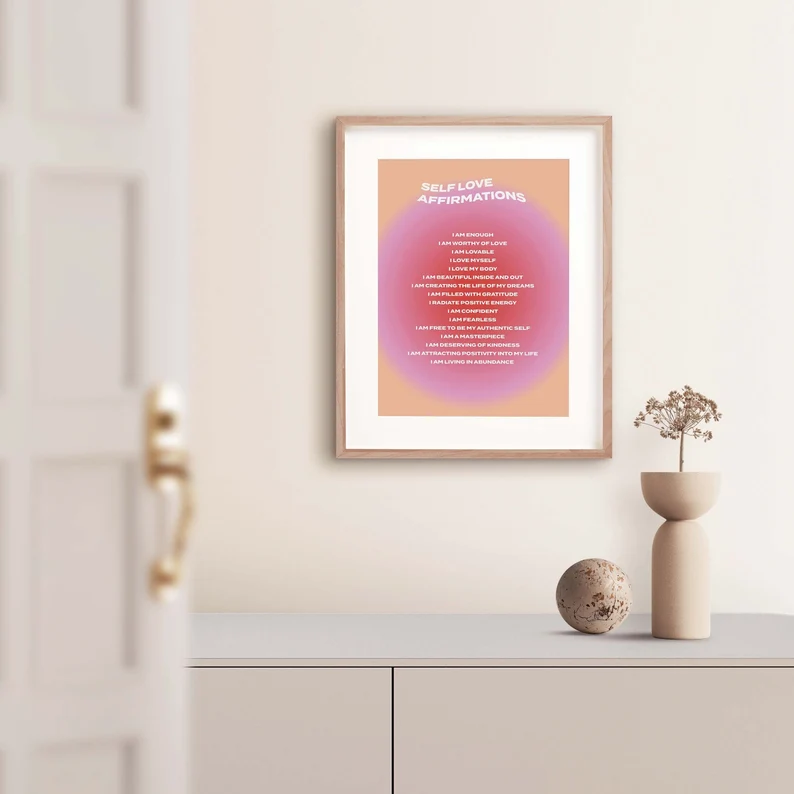 SELF LOVE
AFFIRMATIONS
I AM ENOUGH
I AM WORTHY OF LOVE
I AM LOVABLE
I LOVE MYSELF
I LOVE MY BODY
I AM BEAUTIFUL INSIDE AND OUT
I AM CREATING THE LIFE OF MY DREAMS
I AM FILLED WITH GRATITUDE
I RADIATE POSITIVE ENERGY
I AM CONFIDENT
I AM FEARLESS
I AM FREE TO BE MY AUTHENTIC SELF
I AM A MASTERPIECE
I AM DESERVING OF KINDNESS
I AM ATTRACTING POSITIVITY INTO MY LIFE
I AM LIVING IN ABUNDANCE